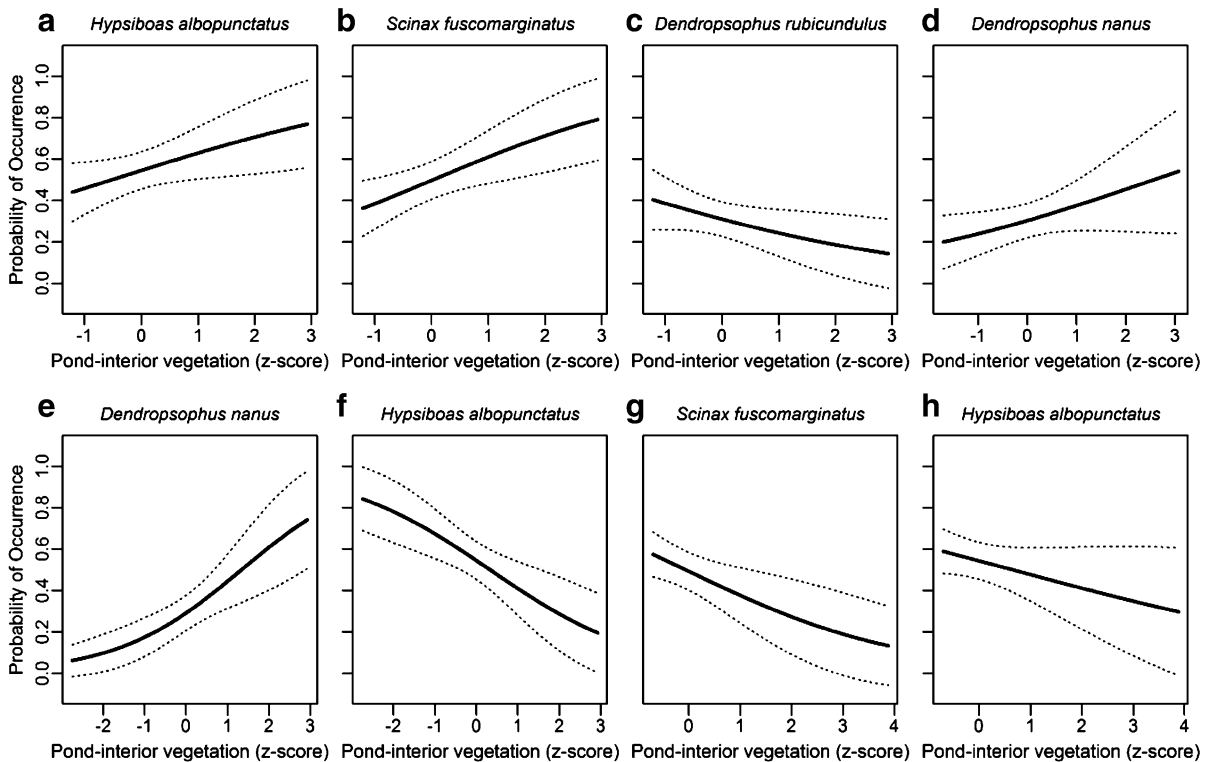 a Hypsiboas albopunctatus
b Scinax fuscomarginatus
c Dendropsophus rubicundulus
d Dendropsophus nanus
Probability of Occurrence
1.0
0.8
0.6
0.4
0.2
0.0
-1 0 1 2 3
-1 0 1 2 3
-1 0 1 2 3
-1 0 1 2 3
Pond-interior vegetation (z-score)
Pond-interior vegetation (z-score)
Pond-interior vegetation (z-score)
Pond-interior vegetation (z-score)
e Dendropsophus nanus
f Hypsiboas albopunctatus
g Scinax fuscomarginatus
h Hypsiboas albopunctatus
Probability of Occurrence
1.0
0.8
0.6
0.4
0.2
0.0
-2 -1 0 1 2 3
-2 -1 0 1 2 3
0 1 2 3 4
0 1 2 3 4
Pond-interior vegetation (z-score)
Pond-interior vegetation (z-score)
Pond-interior vegetation (z-score)
Pond-interior vegetation (z-score)